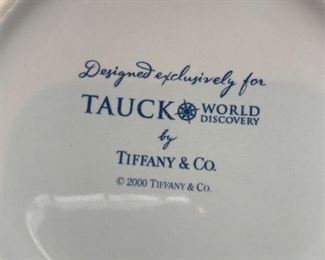 Designed exclusively for
TAUCK WORLD DISCOVERY
by
TIFFANY & CO.
© 2000 TIFFANY & CO.